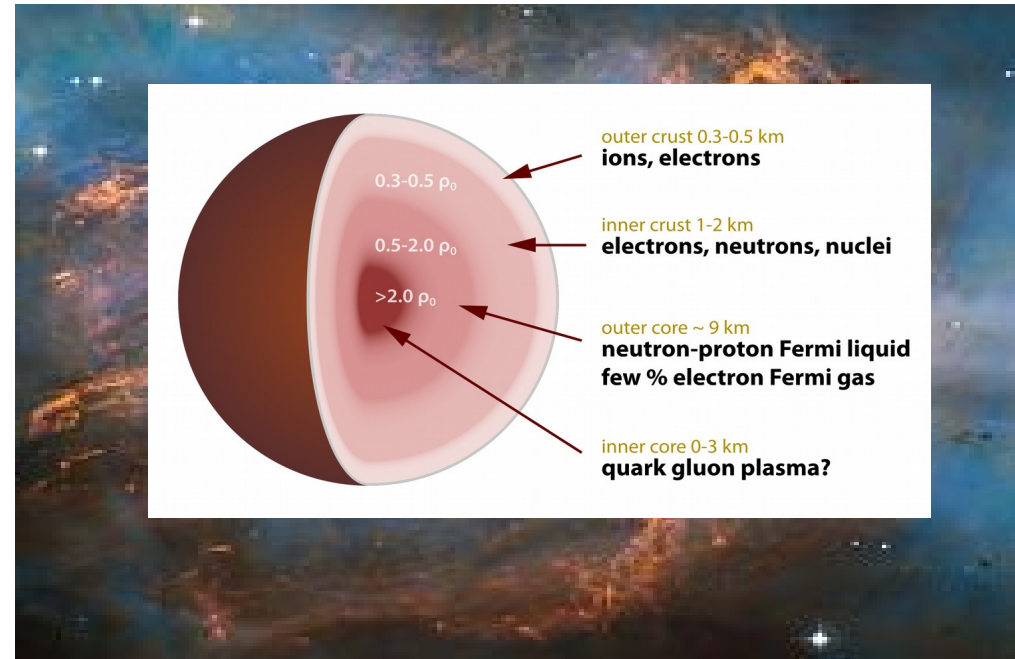 outer crust 0.3-0.5 km
ions, electrons
0.3-0.5 ρ₀
inner crust 1-2 km
electrons, neutrons, nuclei
0.5-2.0 ρ₀
>2.0 ρ₀
outer core ~ 9 km
neutron-proton Fermi liquid
few % electron Fermi gas
inner core 0-3 km
quark gluon plasma?